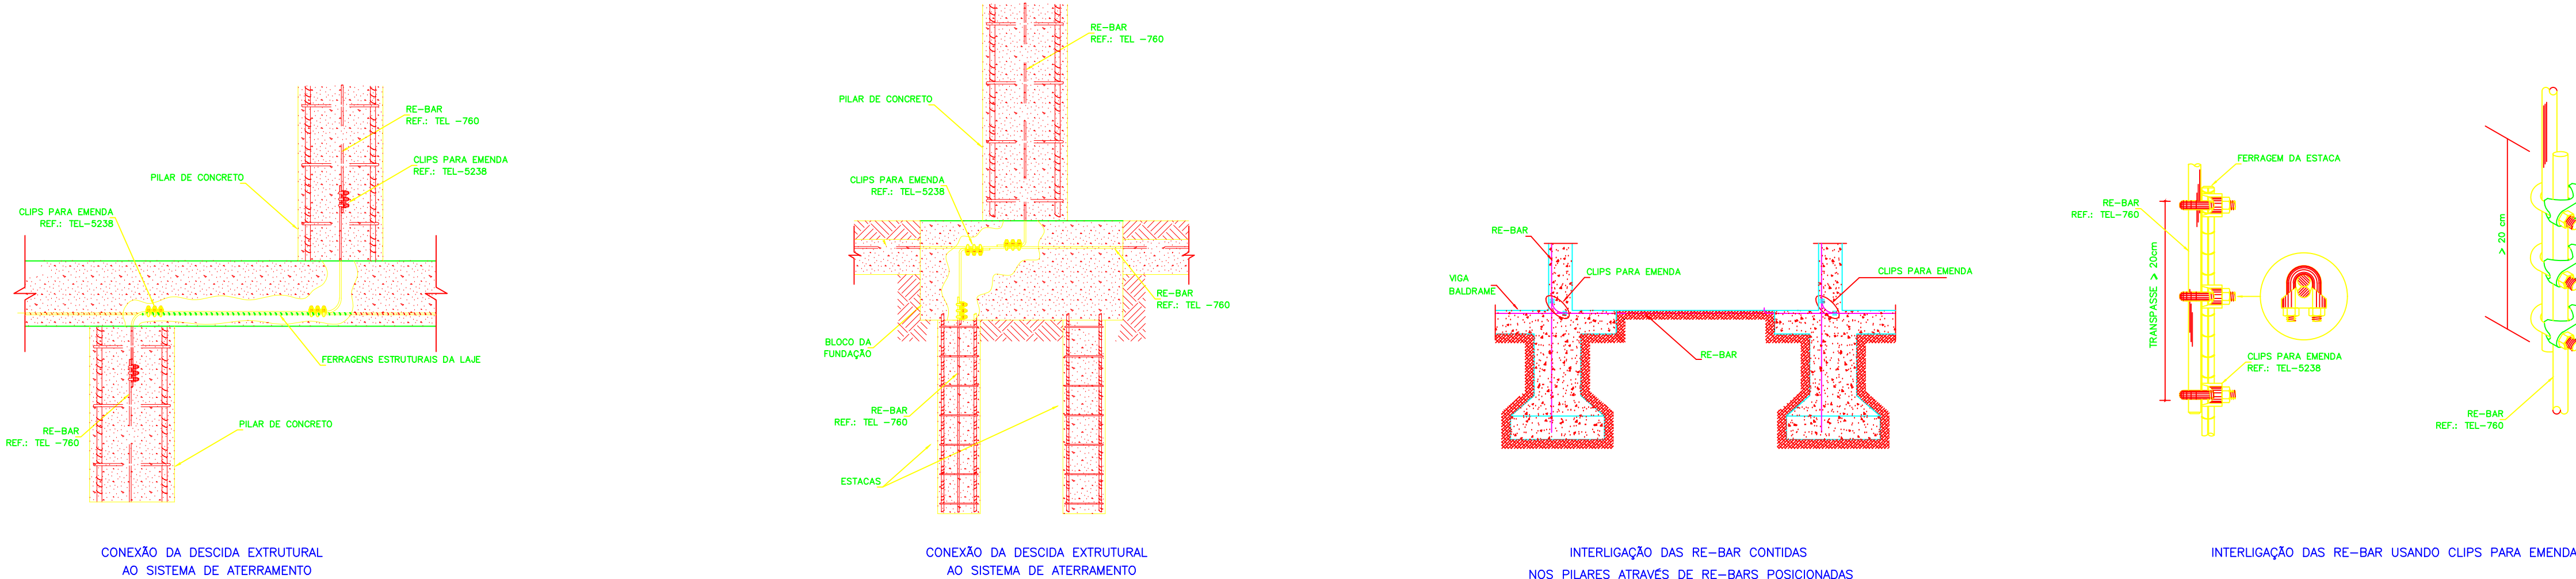 RE-BAR
REF.: TEL -760
CLIPS PARA EMENDA
REF.: TEL-5238
PILAR DE CONCRETO
CLIPS PARA EMENDA
REF.: TEL-5238
FERRAGENS ESTRUTURAIS DA LAJE
RE-BAR
REF.: TEL -760
PILAR DE CONCRETO
CONEXÃO DA DESCIDA EXTRUTURAL
AO SISTEMA DE ATERRAMENTO
RE-BAR
REF.: TEL -760
PILAR DE CONCRETO
CLIPS PARA EMENDA
REF.: TEL-5238
RE-BAR
REF.: TEL -760
BLOCO DA
FUNDAÇÃO
RE-BAR
REF.: TEL -760
ESTACAS
CONEXÃO DA DESCIDA EXTRUTURAL
AO SISTEMA DE ATERRAMENTO
RE-BAR
CLIPS PARA EMENDA
CLIPS PARA EMENDA
VIGA
BALDRAME
RE-BAR
INTERLIGAÇÃO DAS RE-BAR CONTIDAS
NOS PILARES ATRAVÉS DE RE-BARS POSICIONADAS
FERRAGEM DA ESTACA
RE-BAR
REF.: TEL-760
TRANSPASSE > 20cm
CLIPS PARA EMENDA
REF.: TEL-5238
> 20 cm
RE-BAR
REF.: TEL-760
INTERLIGAÇÃO DAS RE-BAR USANDO CLIPS PARA EMENDA